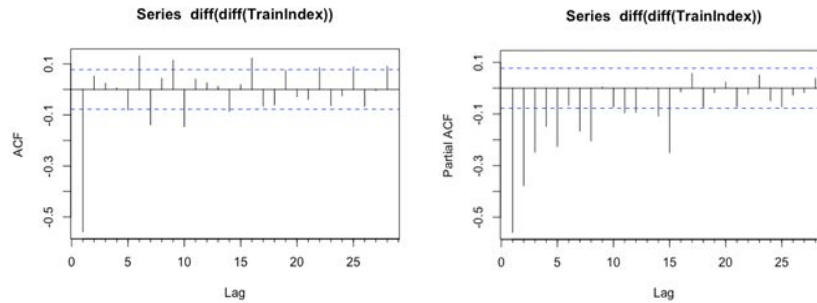 Series diff(diff(TrainIndex))
ACF
0.1
-0.1
-0.3
-0.5
0 5 10 15 20 25
Lag
Series diff(diff(TrainIndex))
Partial ACF
0.1
-0.1
-0.3
-0.5
0 5 10 15 20 25
Lag